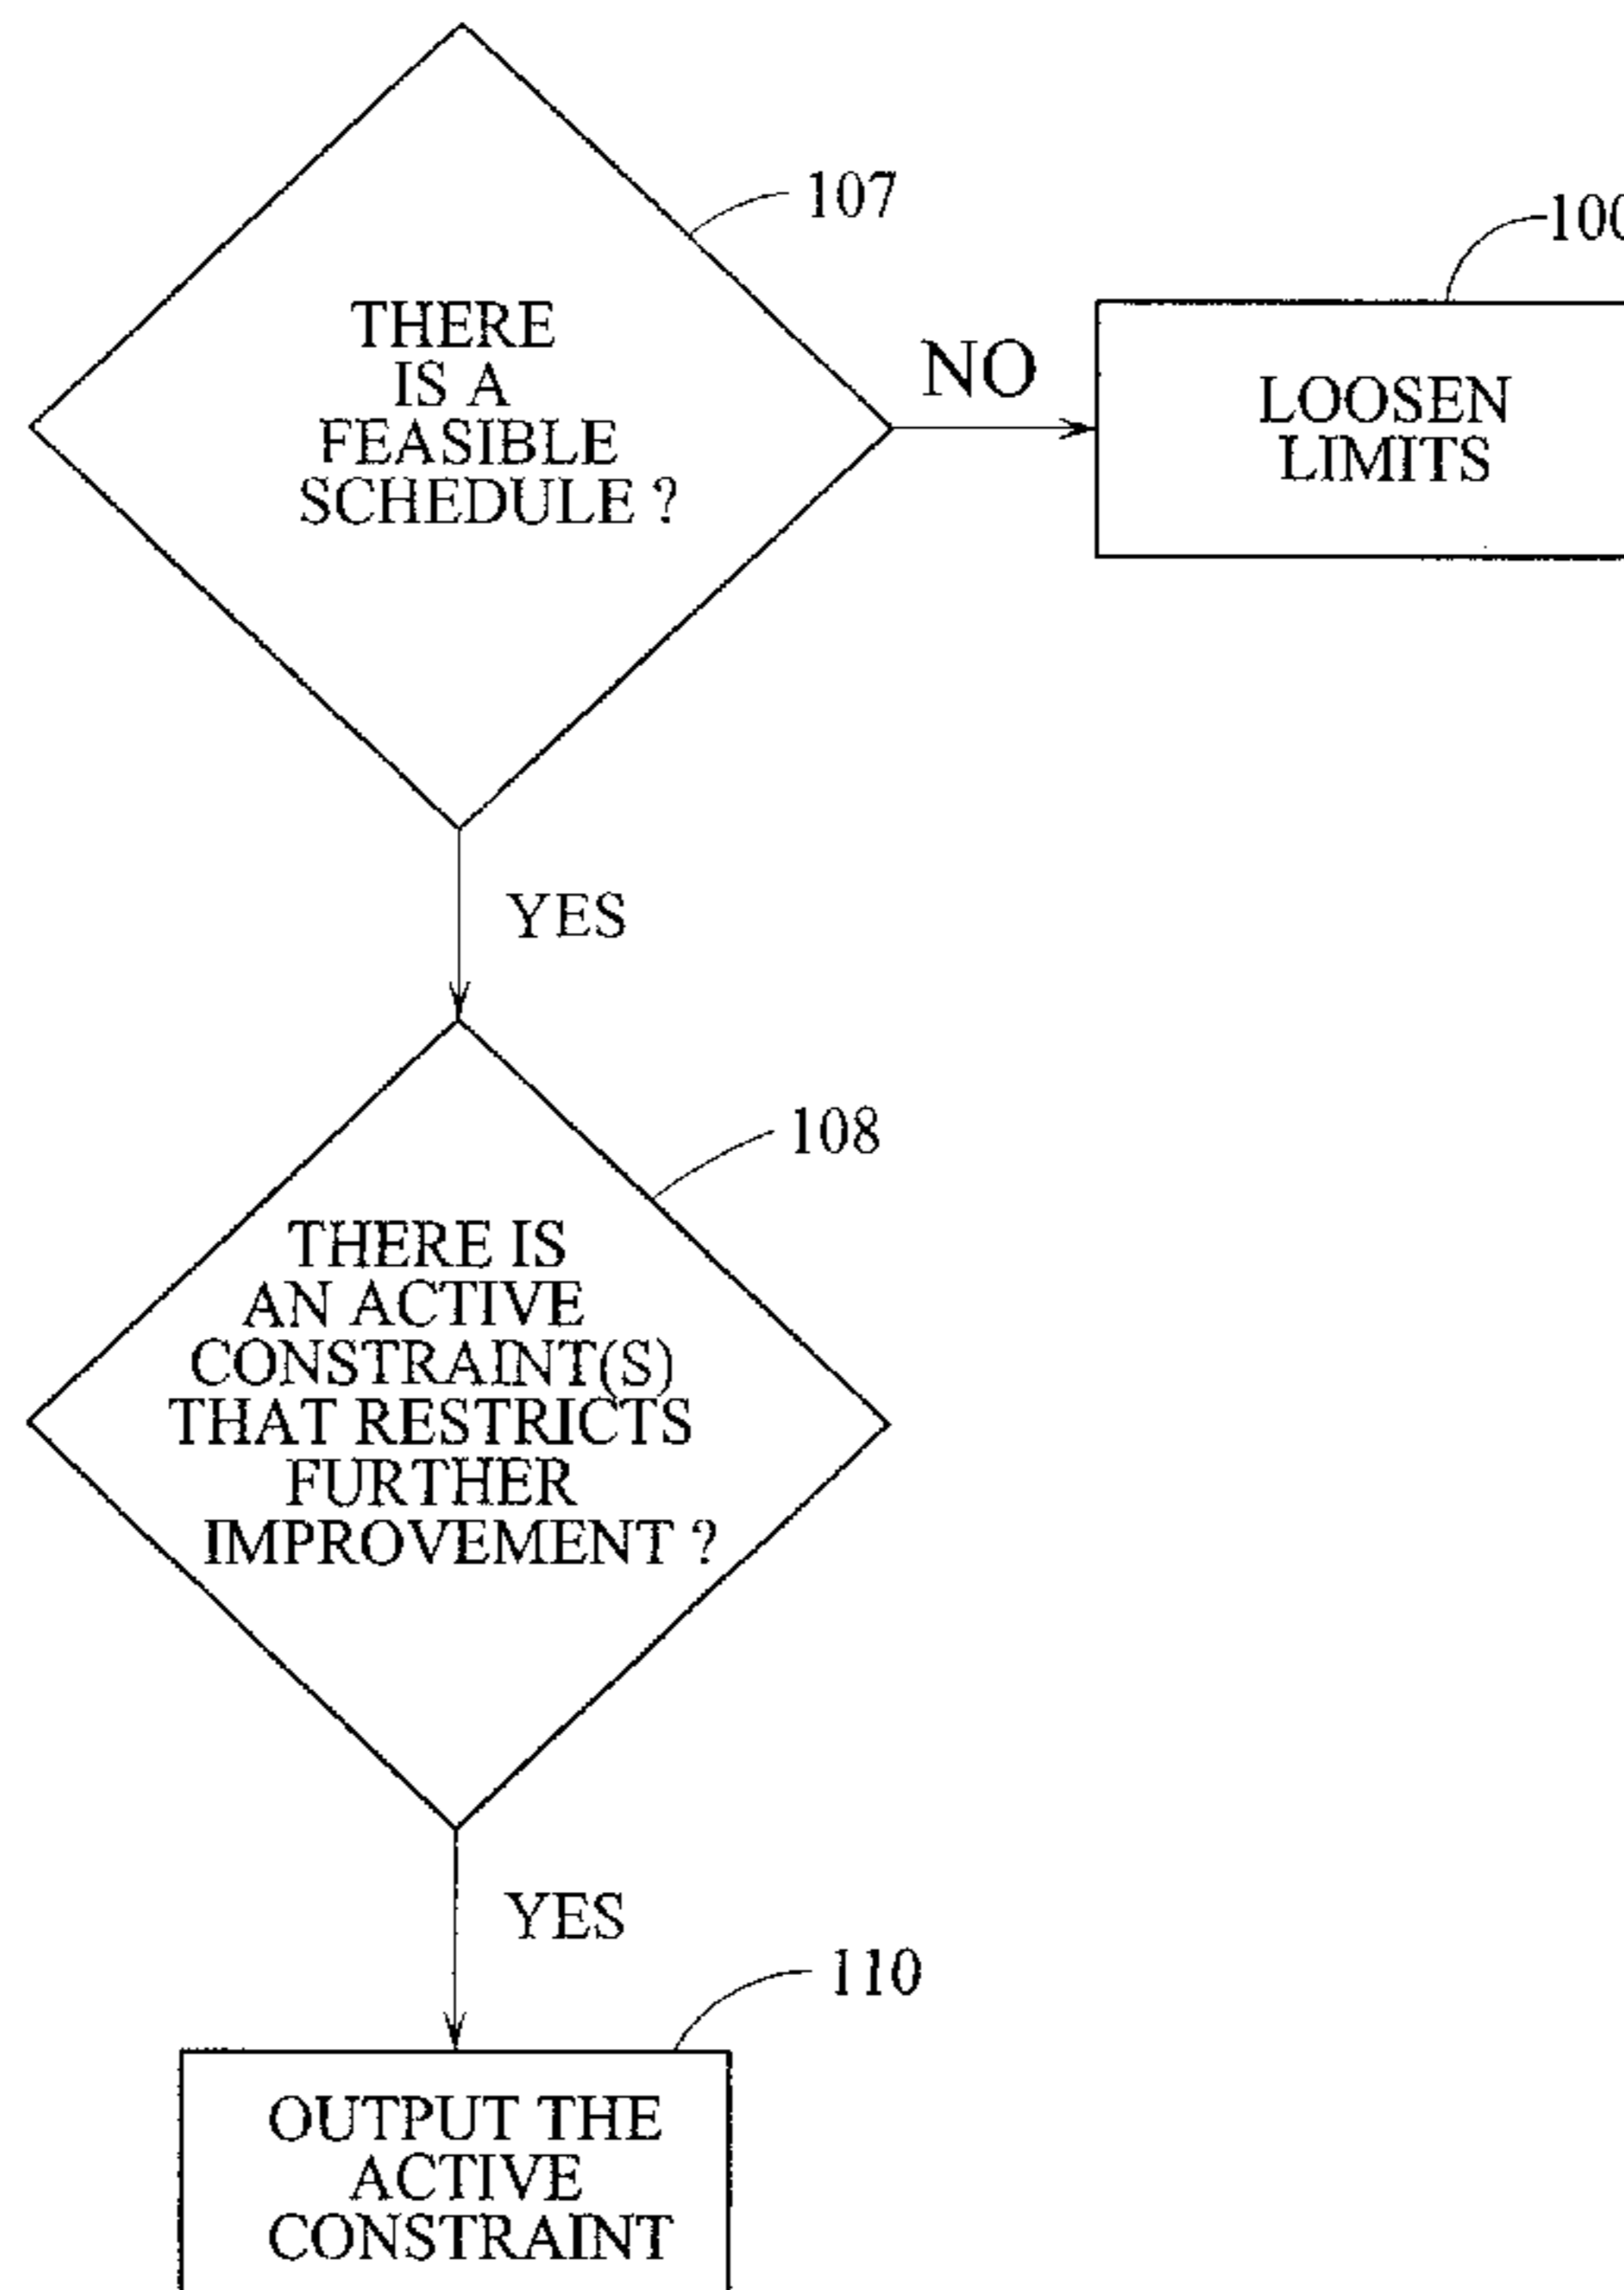 107
THERE
IS A
FEASIBLE
SCHEDULE ?
NO
LOOSEN
LIMITS
YES
108
THERE IS
AN ACTIVE
CONSTRAINT(S)
THAT RESTRICTS
FURTHER
IMPROVEMENT ?
YES
110
OUTPUT THE
ACTIVE
CONSTRAINT